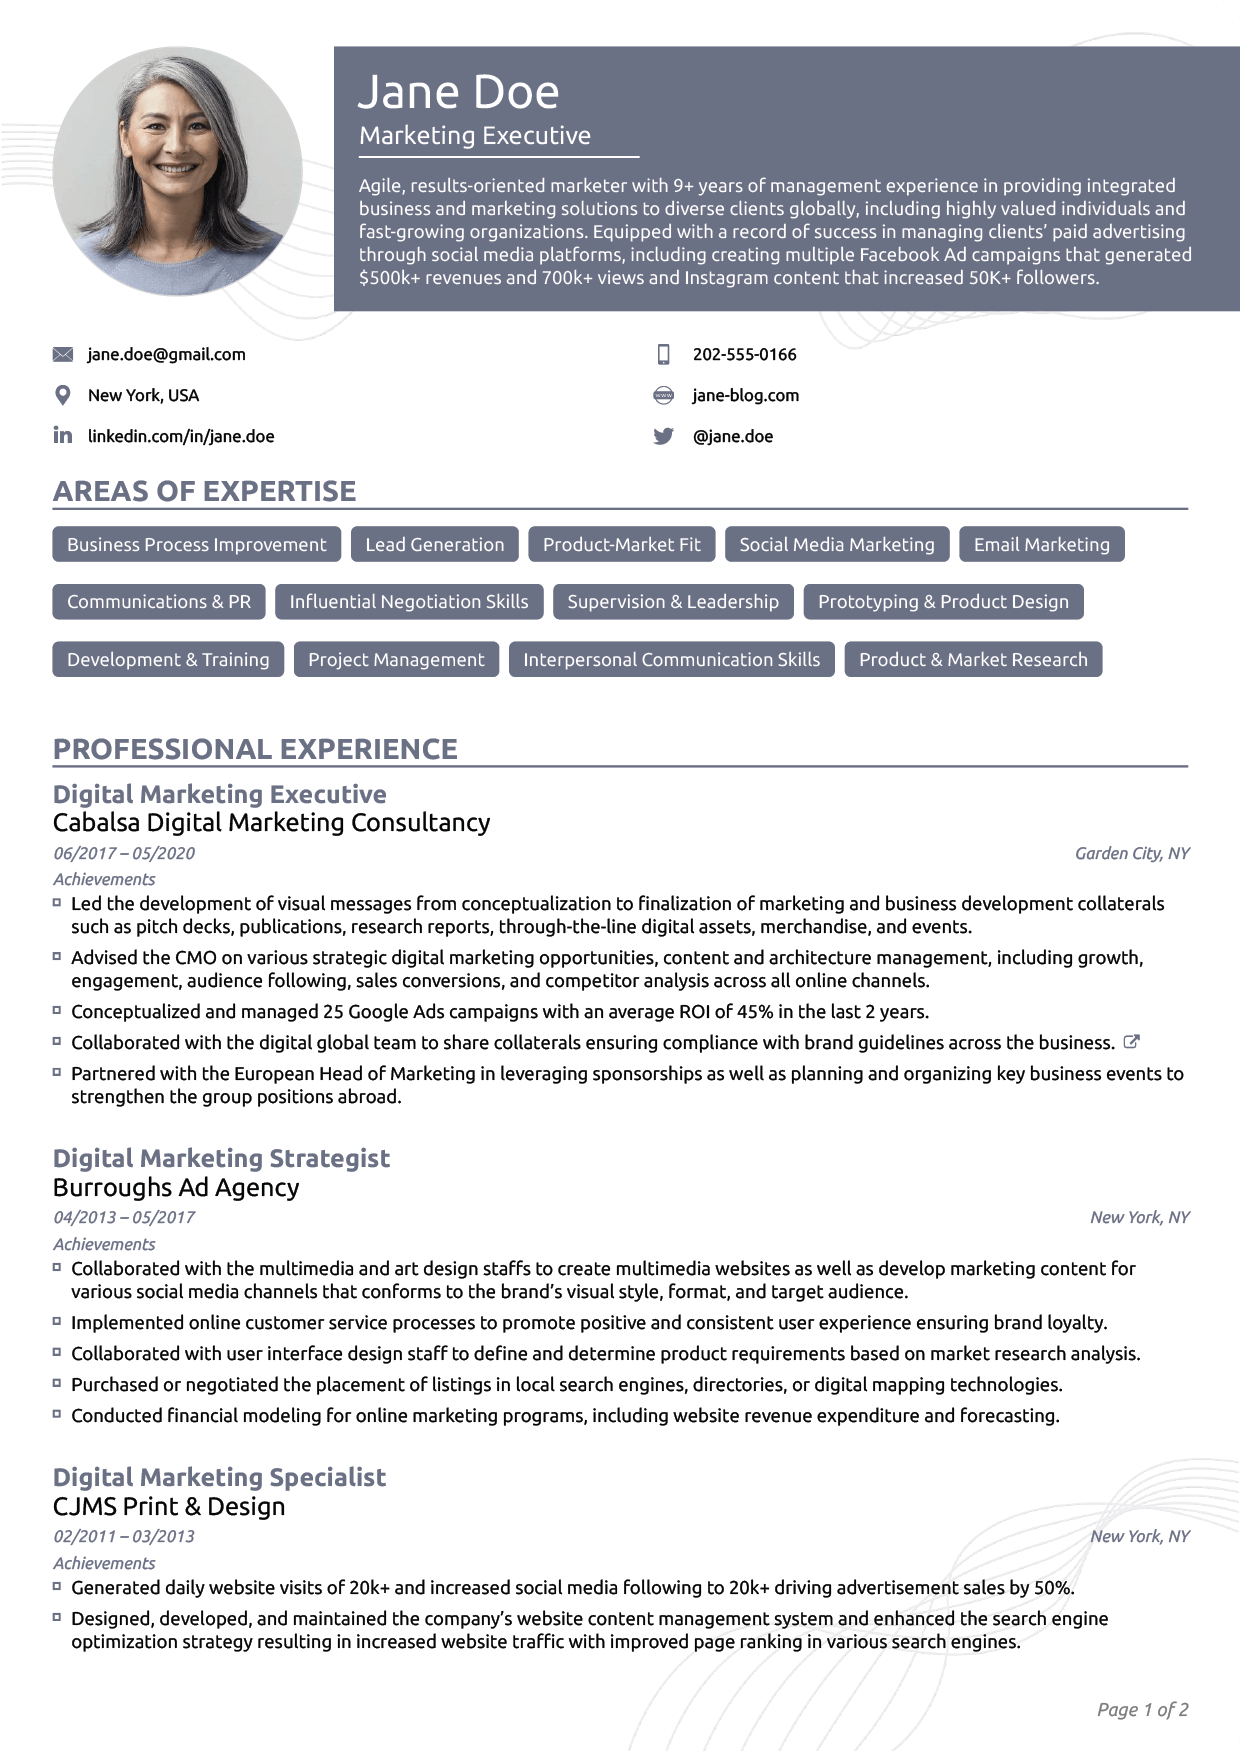 Jane Doe
Marketing Executive
Agile, results-oriented marketer with 9+ years of management experience in providing integrated
business and marketing solutions to diverse clients globally, including highly valued individuals and
fast-growing organizations. Equipped with a record of success in managing clients’ paid advertising
through social media platforms, including creating multiple Facebook Ad campaigns that generated
$500k+ revenues and 700k+ views and Instagram content that increased 50K+ followers.
jane.doe@gmail.com
202-555-0166
New York, USA
www
jane-blog.com
in
linkedin.com/in/jane.doe
@jane.doe
AREAS OF EXPERTISE
Business Process Improvement Lead Generation Product-Market Fit Social Media Marketing Email Marketing
Communications & PR Influential Negotiation Skills Supervision & Leadership Prototyping & Product Design
Development & Training Project Management Interpersonal Communication Skills Product & Market Research
PROFESSIONAL EXPERIENCE
Digital Marketing Executive
Cabalsa Digital Marketing Consultancy
06/2017 – 05/2020 Garden City, NY
Achievements
Led the development of visual messages from conceptualization to finalization of marketing and business development collaterals
such as pitch decks, publications, research reports, through-the-line digital assets, merchandise, and events.
Advised the CMO on various strategic digital marketing opportunities, content and architecture management, including growth,
engagement, audience following, sales conversions, and competitor analysis across all online channels.
Conceptualized and managed 25 Google Ads campaigns with an average ROI of 45% in the last 2 years.
Collaborated with the digital global team to share collaterals ensuring compliance with brand guidelines across the business.
Partnered with the European Head of Marketing in leveraging sponsorships as well as planning and organizing key business events to
strengthen the group positions abroad.
Digital Marketing Strategist
Burroughs Ad Agency
04/2013 – 05/2017 New York, NY
Achievements
Collaborated with the multimedia and art design staffs to create multimedia websites as well as develop marketing content for
various social media channels that conforms to the brand’s visual style, format, and target audience.
Implemented online customer service processes to promote positive and consistent user experience ensuring brand loyalty.
Collaborated with user interface design staff to define and determine product requirements based on market research analysis.
Purchased or negotiated the placement of listings in local search engines, directories, or digital mapping technologies.
Conducted financial modeling for online marketing programs, including website revenue expenditure and forecasting.
Digital Marketing Specialist
CJMS Print & Design
02/2011 – 03/2013 New York, NY
Achievements
Generated daily website visits of 20k+ and increased social media following to 20k+ driving advertisement sales by 50%.
Designed, developed, and maintained the company’s website content management system and enhanced the search engine
optimization strategy resulting in increased website traffic with improved page ranking in various search engines.
Page 1 of 2